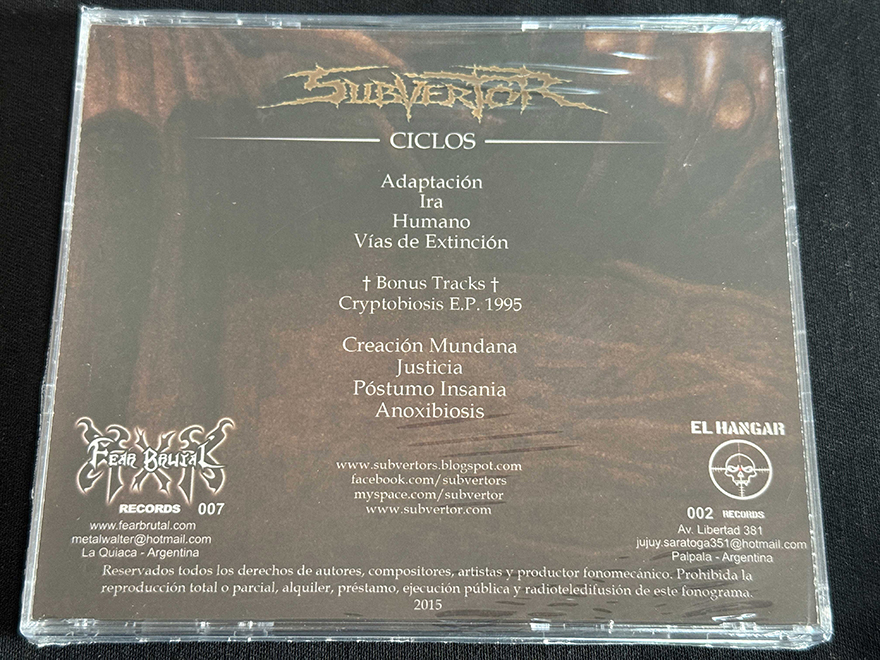 SUBVERTOR
CICLOS
Adaptación
Ira
Humano
Vías de Extinción
† Bonus Tracks †
Cryptobiosis E.P. 1995
Creación Mundana
Justicia
Póstumo Insania
Anoxibiosis
www.subvertors.blogspot.com
facebook.com/subvertors
myspace.com/subvertor
www.subvertor.com
FEAR BRUTAL
RECORDS 007
www.fearbrutal.com
metalwalter@hotmail.com
La Quiaca - Argentina
EL HANGAR
002 RECORDS
Av. Libertad 381
jujuy.saratoga351@hotmail.com
Palpala - Argentina
Reservados todos los derechos de autores, compositores, artistas y productor fonomecánico. Prohibida la
reproducción total o parcial, alquiler, préstamo, ejecución pública y radioteledifusión de este fonograma.
2015